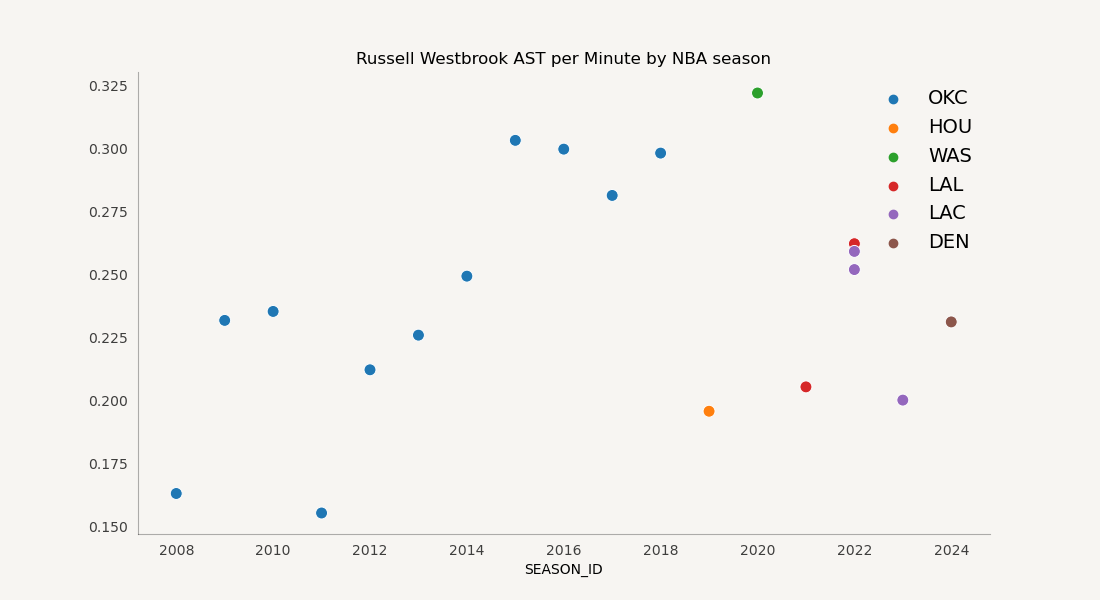 Russell Westbrook AST per Minute by NBA season
0.325
0.300
0.275
0.250
0.225
0.200
0.175
0.150
OKC
HOU
WAS
LAL
LAC
DEN
2008 2010 2012 2014 2016 2018 2020 2022 2024
SEASON_ID